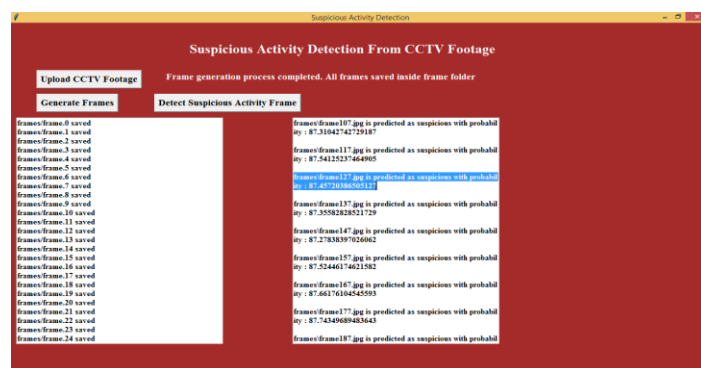 Suspicious Activity Detection
Suspicious Activity Detection From CCTV Footage
Upload CCTV Footage
Frame generation process completed. All frames saved inside frame folder
Generate Frames
Detect Suspicious Activity Frame
frames/frame.0 saved
frames/frame.1 saved
frames/frame.2 saved
frames/frame.3 saved
frames/frame.4 saved
frames/frame.5 saved
frames/frame.6 saved
frames/frame.7 saved
frames/frame.8 saved
frames/frame.9 saved
frames/frame.10 saved
frames/frame.11 saved
frames/frame.12 saved
frames/frame.13 saved
frames/frame.14 saved
frames/frame.15 saved
frames/frame.16 saved
frames/frame.17 saved
frames/frame.18 saved
frames/frame.19 saved
frames/frame.20 saved
frames/frame.21 saved
frames/frame.22 saved
frames/frame.23 saved
frames/frame.24 saved
frames\frame107.jpg is predicted as suspicious with probabil
ity : 87.31042742729187
frames\frame117.jpg is predicted as suspicious with probabil
ity : 87.54125237464905
frames\frame127.jpg is predicted as suspicious with probabil
ity : 87.45720386505127
frames\frame137.jpg is predicted as suspicious with probabil
ity : 87.35582828521729
frames\frame147.jpg is predicted as suspicious with probabil
ity : 87.27838397026062
frames\frame157.jpg is predicted as suspicious with probabil
ity : 87.52446174621582
frames\frame167.jpg is predicted as suspicious with probabil
ity : 87.66176104545593
frames\frame177.jpg is predicted as suspicious with probabil
ity : 87.74349689483643
frames\frame187.jpg is predicted as suspicious with probabil